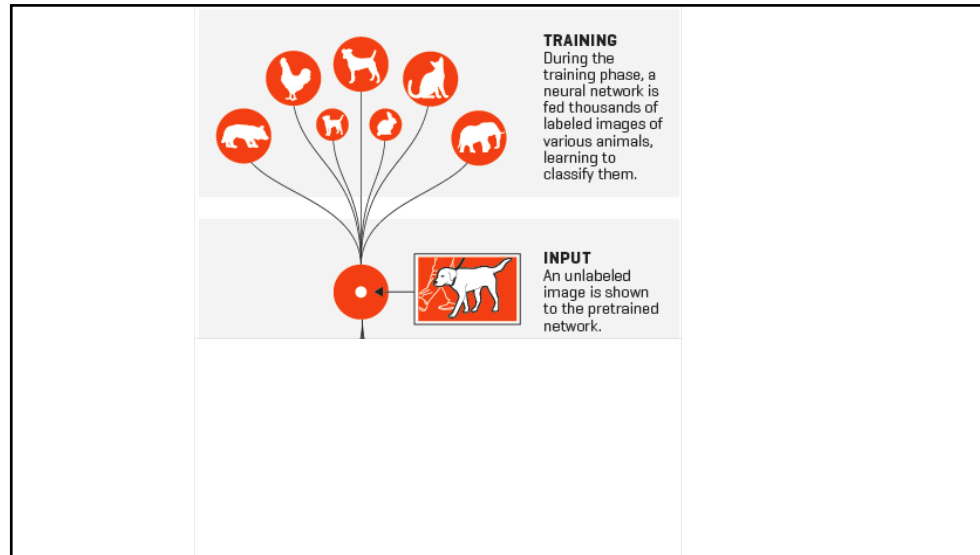 TRAINING
During the
training phase, a
neural network is
fed thousands of
labeled images of
various animals,
learning to
classify them.
INPUT
An unlabeled
image is shown
to the pretrained
network.